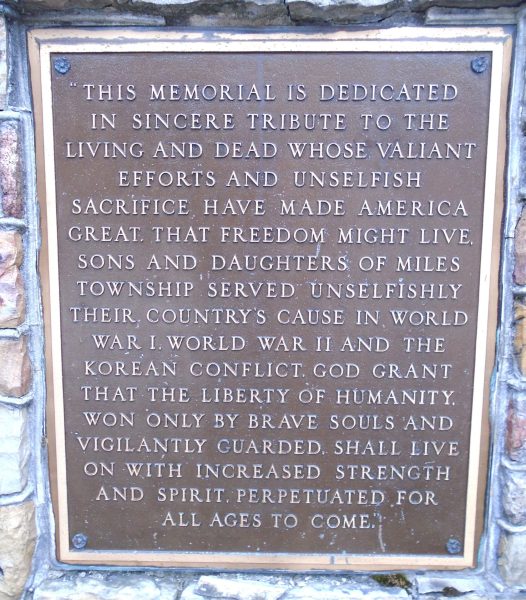 "THIS MEMORIAL IS DEDICATED
IN SINCERE TRIBUTE TO THE
LIVING AND DEAD WHOSE VALIANT
EFFORTS AND UNSELFISH
SACRIFICE HAVE MADE AMERICA
GREAT. THAT FREEDOM MIGHT LIVE,
SONS AND DAUGHTERS OF MILES
TOWNSHIP SERVED UNSELFISHLY
THEIR COUNTRY'S CAUSE IN WORLD
WAR I, WORLD WAR II AND THE
KOREAN CONFLICT. GOD GRANT
THAT THE LIBERTY OF HUMANITY,
WON ONLY BY BRAVE SOULS AND
VIGILANTLY GUARDED, SHALL LIVE
ON WITH INCREASED STRENGTH
AND SPIRIT, PERPETUATED FOR
ALL AGES TO COME."